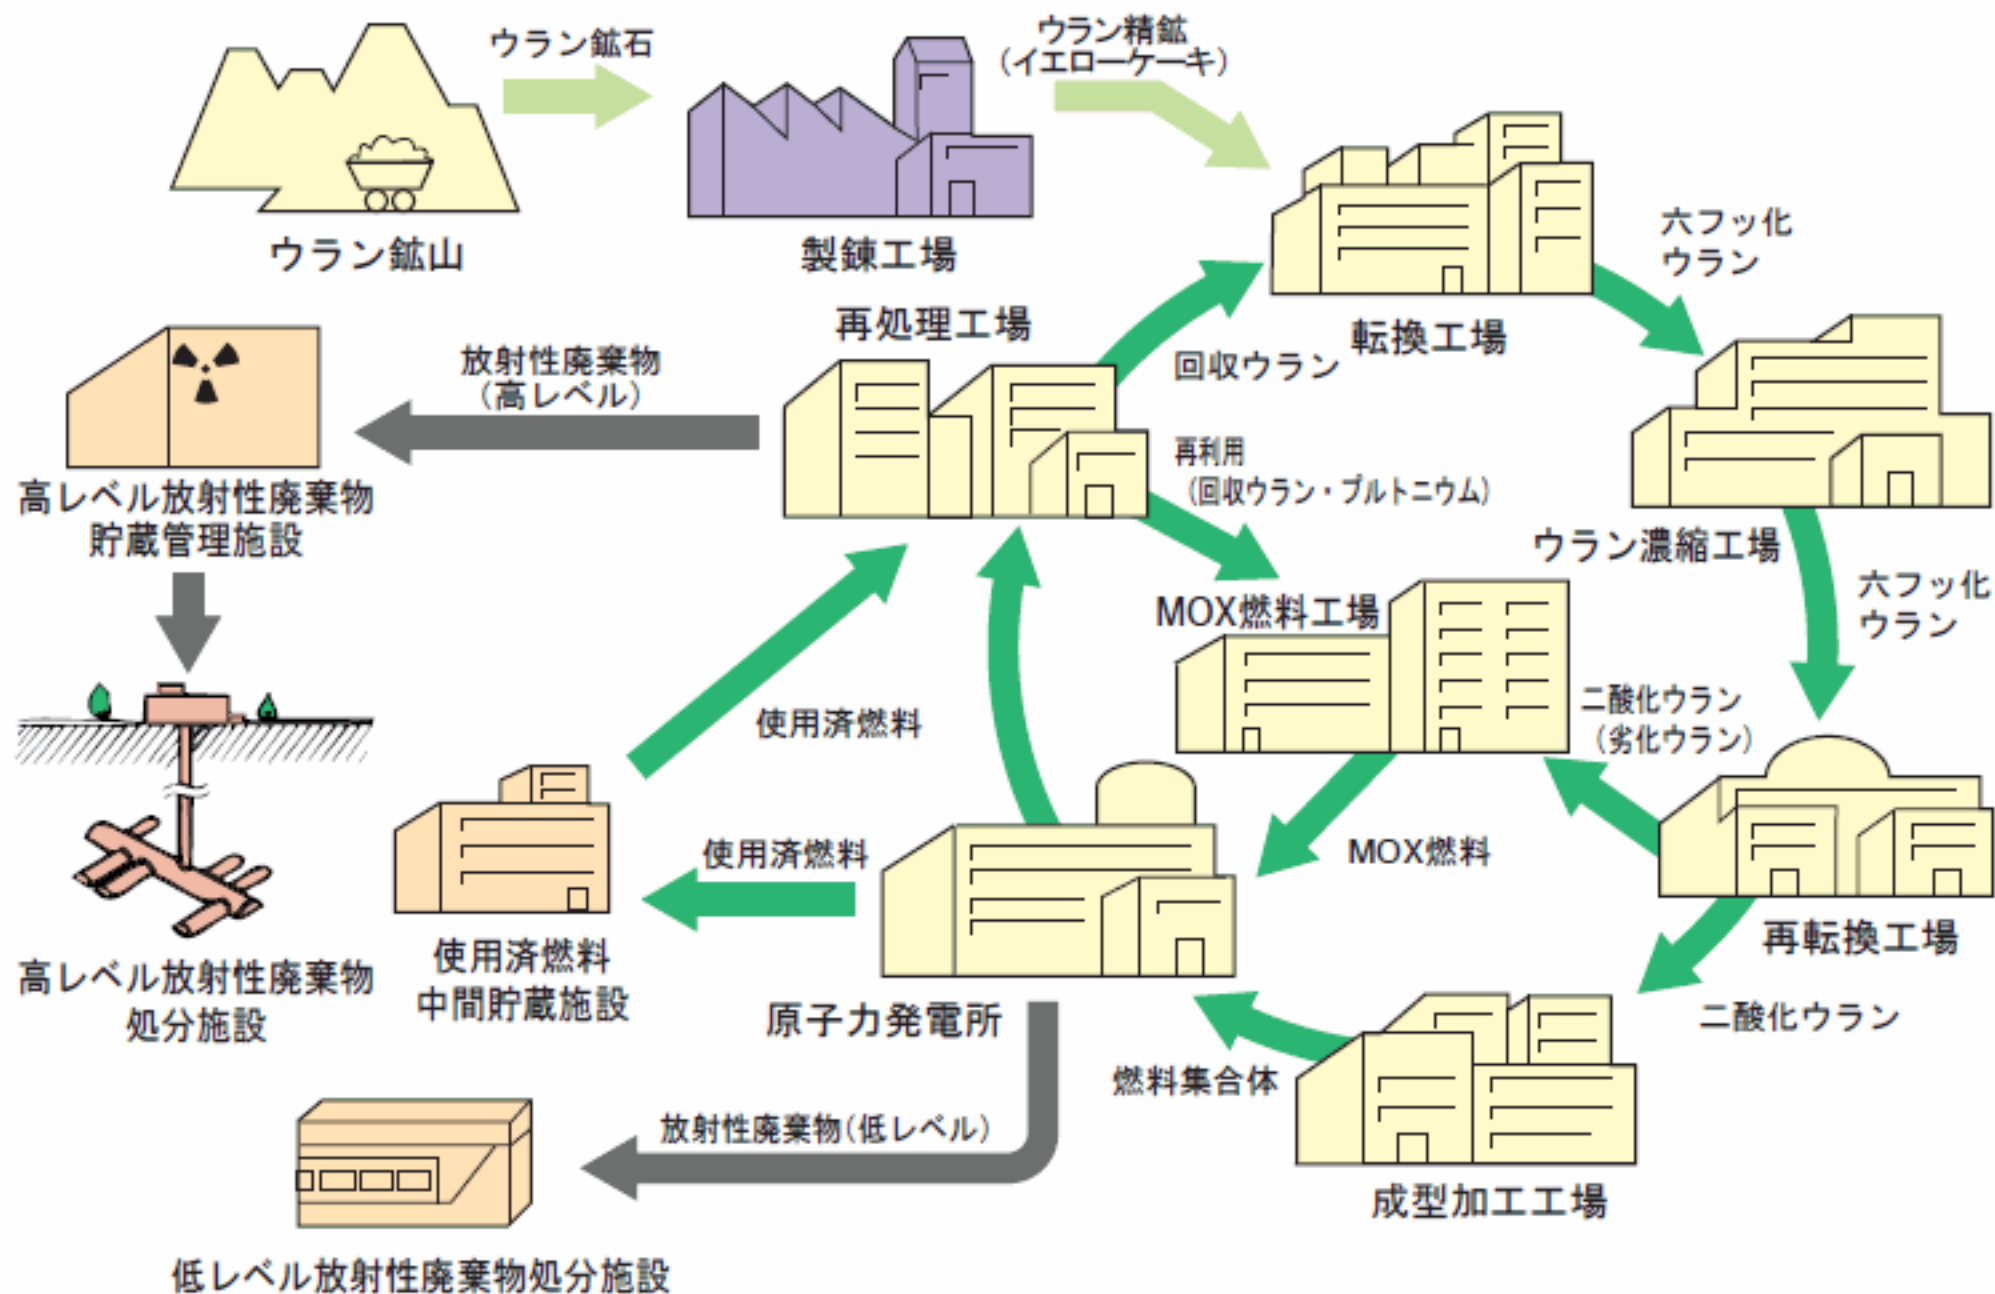 ウラン鉱石
ウラン精鉱
（イエローケーキ）
ウラン鉱山
製錬工場
六フッ化
ウラン
再処理工場
転換工場
回収ウラン
放射性廃棄物
（高レベル）
再利用
（回収ウラン・プルトニウム）
高レベル放射性廃棄物
貯蔵管理施設
ウラン濃縮工場
六フッ化
ウラン
MOX燃料工場
二酸化ウラン
（劣化ウラン）
使用済燃料
使用済燃料
MOX燃料
再転換工場
高レベル放射性廃棄物
処分施設
使用済燃料
中間貯蔵施設
原子力発電所
二酸化ウラン
燃料集合体
放射性廃棄物（低レベル）
成型加工工場
低レベル放射性廃棄物処分施設